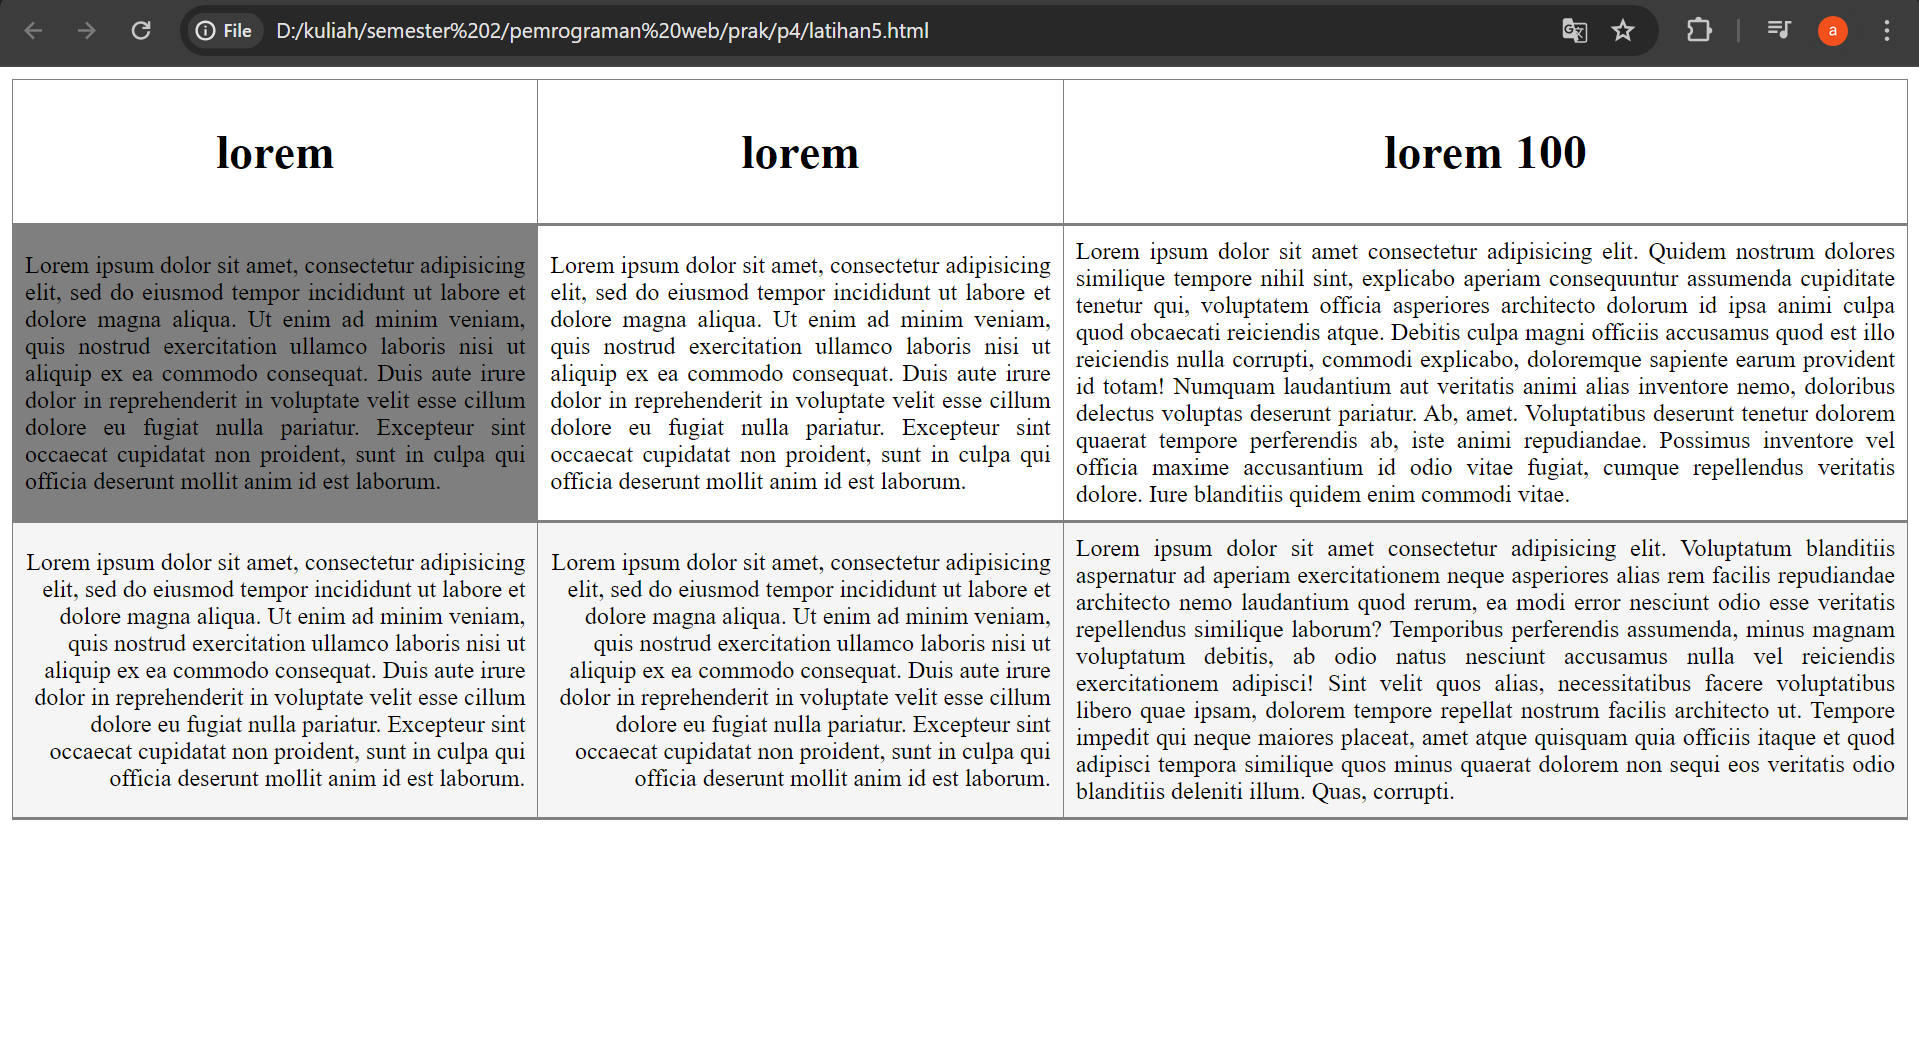 File D:/kuliah/semester%202/pemrograman%20web/prak/p4/latihan5.html a
lorem
lorem
lorem 100
Lorem ipsum dolor sit amet, consectetur adipisicing
elit, sed do eiusmod tempor incididunt ut labore et
dolore magna aliqua. Ut enim ad minim veniam,
quis nostrud exercitation ullamco laboris nisi ut
aliquip ex ea commodo consequat. Duis aute irure
dolor in reprehenderit in voluptate velit esse cillum
dolore eu fugiat nulla pariatur. Excepteur sint
occaecat cupidatat non proident, sunt in culpa qui
officia deserunt mollit anim id est laborum.
Lorem ipsum dolor sit amet, consectetur adipisicing
elit, sed do eiusmod tempor incididunt ut labore et
dolore magna aliqua. Ut enim ad minim veniam,
quis nostrud exercitation ullamco laboris nisi ut
aliquip ex ea commodo consequat. Duis aute irure
dolor in reprehenderit in voluptate velit esse cillum
dolore eu fugiat nulla pariatur. Excepteur sint
occaecat cupidatat non proident, sunt in culpa qui
officia deserunt mollit anim id est laborum.
Lorem ipsum dolor sit amet consectetur adipisicing elit. Quidem nostrum dolores
similique tempore nihil sint, explicabo aperiam consequuntur assumenda cupiditate
tenetur qui, voluptatem officia asperiores architecto dolorum id ipsa animi culpa
quod obcaecati reiciendis atque. Debitis culpa magni officiis accusamus quod est illo
reiciendis nulla corrupti, commodi explicabo, doloremque sapiente earum provident
id totam! Numquam laudantium aut veritatis animi alias inventore nemo, doloribus
delectus voluptas deserunt pariatur. Ab, amet. Voluptatibus deserunt tenetur dolorem
quaerat tempore perferendis ab, iste animi repudiandae. Possimus inventore vel
officia maxime accusantium id odio vitae fugiat, cumque repellendus veritatis
dolore. Iure blanditiis quidem enim commodi vitae.
Lorem ipsum dolor sit amet, consectetur adipisicing
elit, sed do eiusmod tempor incididunt ut labore et
dolore magna aliqua. Ut enim ad minim veniam,
quis nostrud exercitation ullamco laboris nisi ut
aliquip ex ea commodo consequat. Duis aute irure
dolor in reprehenderit in voluptate velit esse cillum
dolore eu fugiat nulla pariatur. Excepteur sint
occaecat cupidatat non proident, sunt in culpa qui
officia deserunt mollit anim id est laborum.
Lorem ipsum dolor sit amet, consectetur adipisicing
elit, sed do eiusmod tempor incididunt ut labore et
dolore magna aliqua. Ut enim ad minim veniam,
quis nostrud exercitation ullamco laboris nisi ut
aliquip ex ea commodo consequat. Duis aute irure
dolor in reprehenderit in voluptate velit esse cillum
dolore eu fugiat nulla pariatur. Excepteur sint
occaecat cupidatat non proident, sunt in culpa qui
officia deserunt mollit anim id est laborum.
Lorem ipsum dolor sit amet consectetur adipisicing elit. Voluptatum blanditiis
aspernatur ad aperiam exercitationem neque asperiores alias rem facilis repudiandae
architecto nemo laudantium quod rerum, ea modi error nesciunt odio esse veritatis
repellendus similique laborum? Temporibus perferendis assumenda, minus magnam
voluptatum debitis, ab odio natus nesciunt accusamus nulla vel reiciendis
exercitationem adipisci! Sint velit quos alias, necessitatibus facere voluptatibus
libero quae ipsam, dolorem tempore repellat nostrum facilis architecto ut. Tempore
impedit qui neque maiores placeat, amet atque quisquam quia officiis itaque et quod
adipisci tempora similique quos minus quaerat dolorem non sequi eos veritatis odio
blanditiis deleniti illum. Quas, corrupti.